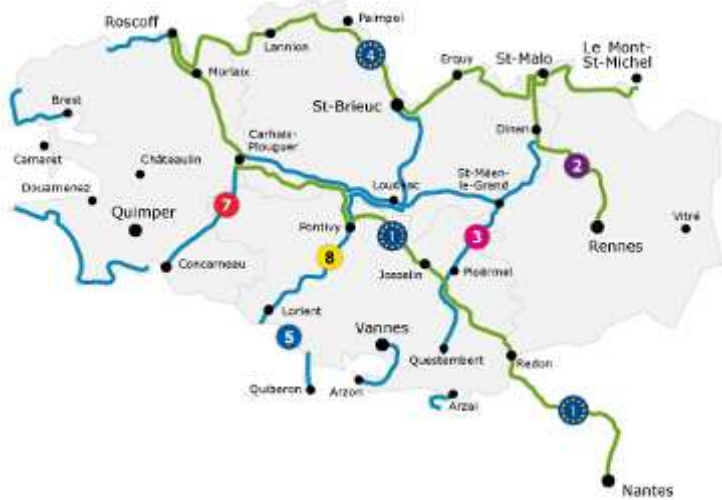 Roscoff
Paimpol
Lannion
4
Le Mont-
St-Michel
St-Malo
Erquy
Morlaix
Brest
St-Brieuc
Dinan
Camaret
Carhaix-
Plouguer
Châteaulin
2
Douarnenez
Loudéac
St-Méen-
le-Grand
7
Quimper
Pontivy
1
3
Rennes
Vitré
8
Concarneau
Josselin
Ploërmel
Lorient
5
Vannes
Questembert
Redon
Quiberon
Arzon
Arzal
1
Nantes